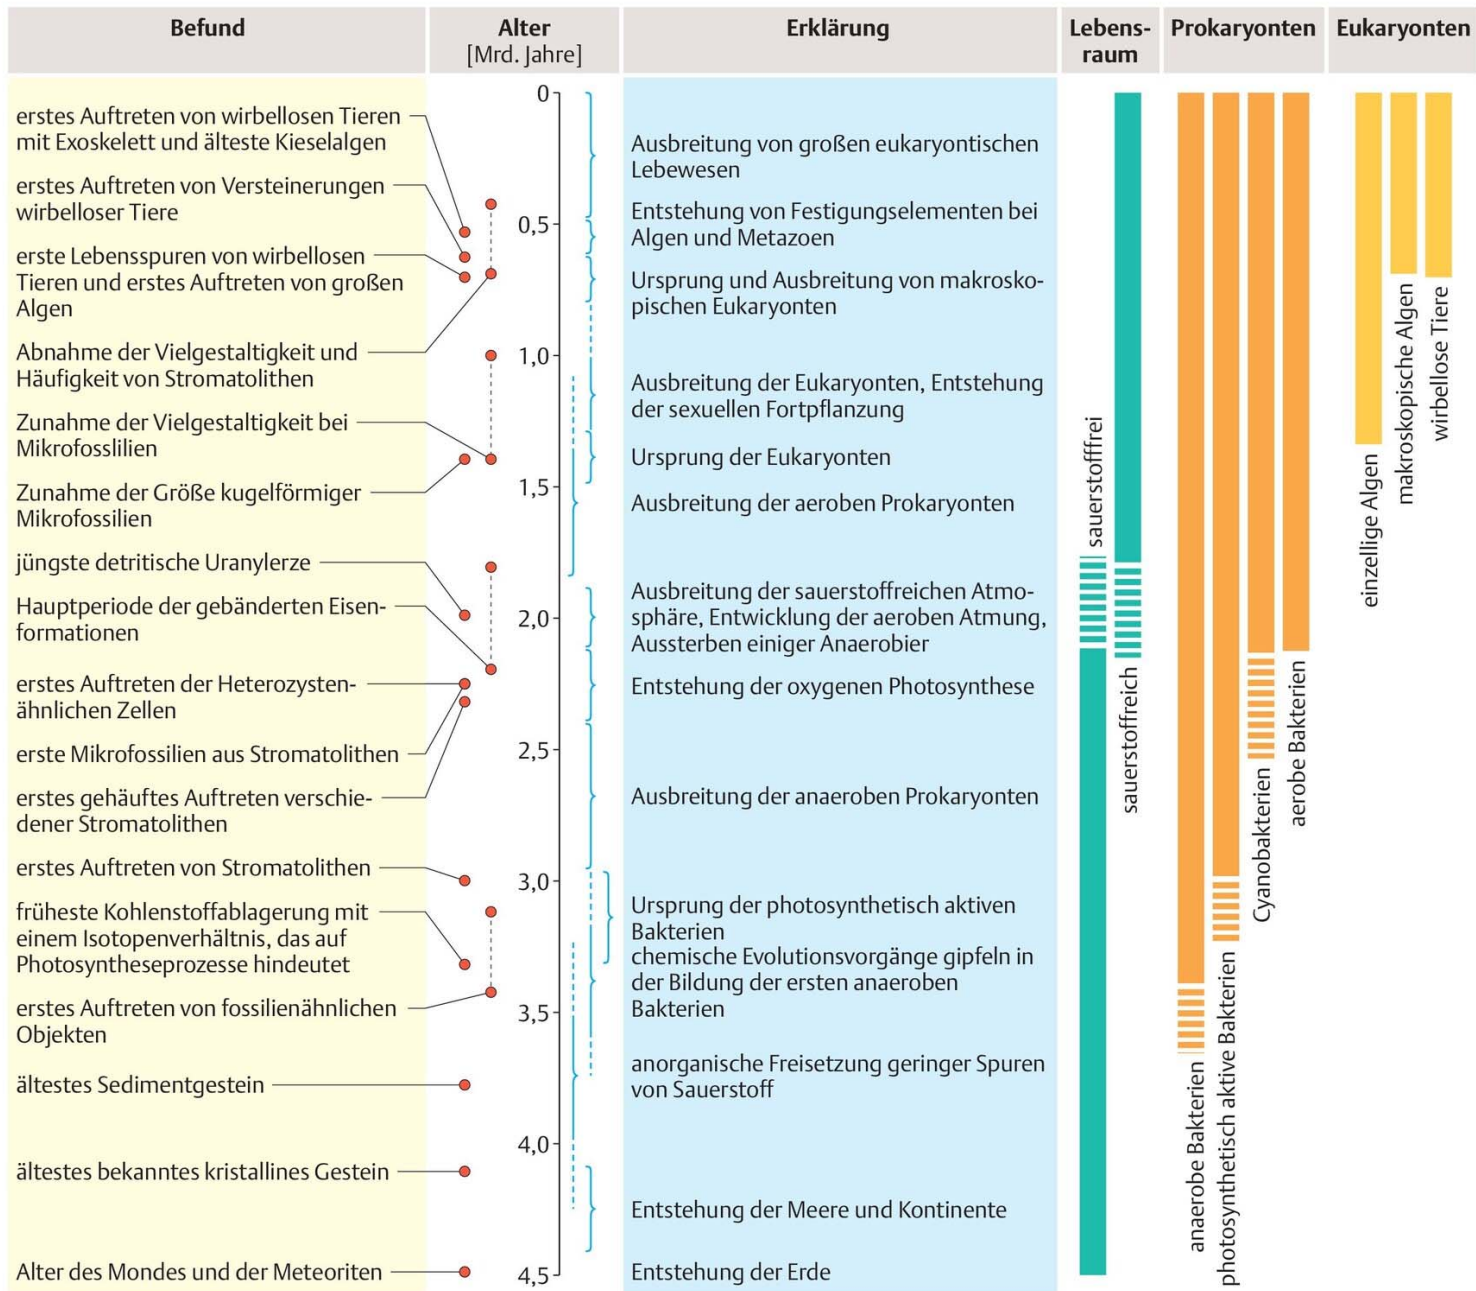 Befund
Alter
[Mrd. Jahre]
Erklärung
Lebens-
raum
Prokaryonten
Eukaryonten
erstes Auftreten von wirbellosen Tieren
mit Exoskelett und älteste Kieselalgen
erstes Auftreten von Versteinerungen
wirbelloser Tiere
erste Lebensspuren von wirbellosen
Tieren und erstes Auftreten von großen
Algen
Abnahme der Vielgestaltigkeit und
Häufigkeit von Stromatolithen
Zunahme der Vielgestaltigkeit bei
Mikrofosslilien
Zunahme der Größe kugelförmiger
Mikrofossilien
jüngste detritische Uranylerze
Hauptperiode der gebänderten Eisen-
formationen
erstes Auftreten der Heterozysten-
ähnlichen Zellen
erste Mikrofossilien aus Stromatolithen
erstes gehäuftes Auftreten verschie-
dener Stromatolithen
erstes Auftreten von Stromatolithen
früheste Kohlenstoffablagerung mit
einem Isotopenverhältnis, das auf
Photosyntheseprozesse hindeutet
erstes Auftreten von fossilienähnlichen
Objekten
ältestes Sedimentgestein
ältestes bekanntes kristallines Gestein
Alter des Mondes und der Meteoriten
0
0,5
1,0
1,5
2,0
2,5
3,0
3,5
4,0
4,5
Ausbreitung von großen eukaryontischen
Lebewesen
Entstehung von Festigungselementen bei
Algen und Metazoen
Ursprung und Ausbreitung von makrosko-
pischen Eukaryonten
Ausbreitung der Eukaryonten, Entstehung
der sexuellen Fortpflanzung
Ursprung der Eukaryonten
Ausbreitung der aeroben Prokaryonten
Ausbreitung der sauerstoffreichen Atmo-
sphäre, Entwicklung der aeroben Atmung,
Aussterben einiger Anaerobier
Entstehung der oxygenen Photosynthese
Ausbreitung der anaeroben Prokaryonten
Ursprung der photosynthetisch aktiven
Bakterien
chemische Evolutionsvorgänge gipfeln in
der Bildung der ersten anaeroben
Bakterien
anorganische Freisetzung geringer Spuren
von Sauerstoff
Entstehung der Meere und Kontinente
Entstehung der Erde
sauerstofffrei
sauerstoffreich
anaerobe Bakterien
photosynthetisch aktive Bakterien
Cyanobakterien
aerobe Bakterien
einzellige Algen
makroskopische Algen
wirbellose Tiere